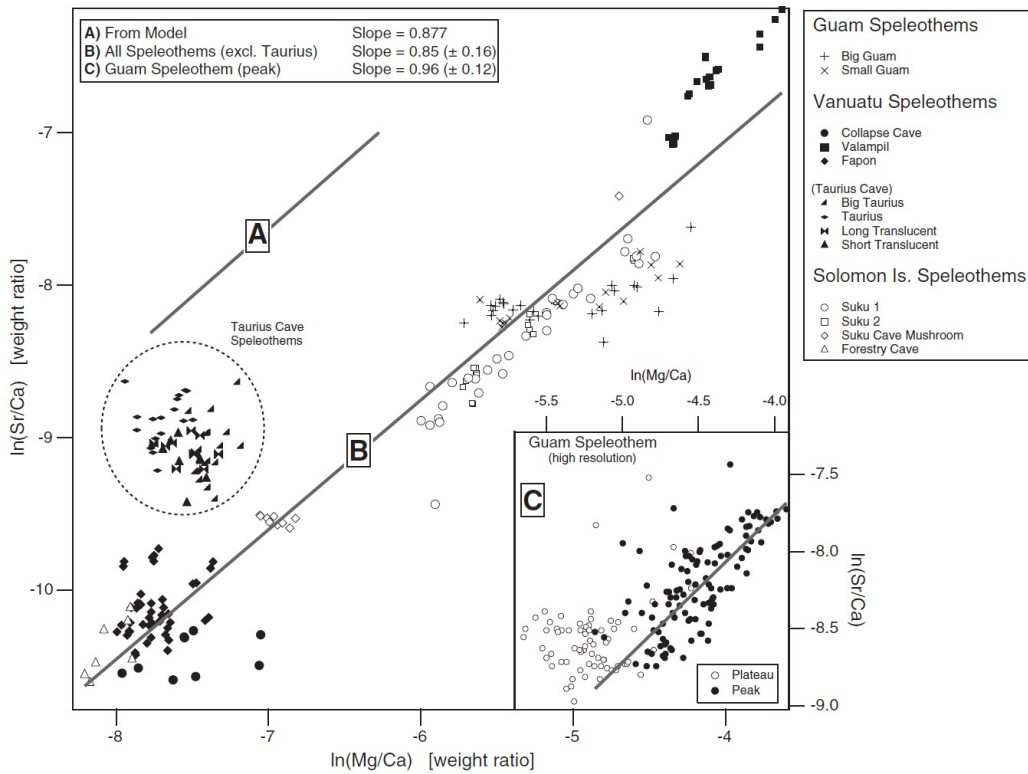 A) From Model Slope = 0.877
B) All Speleothems (excl. Taurius) Slope = 0.85 (± 0.16)
C) Guam Speleothem (peak) Slope = 0.96 (± 0.12)
Guam Speleothems
Big Guam
Small Guam
Vanuatu Speleothems
Collapse Cave
Valampil
Fapon
(Taurius Cave)
Big Taurius
Taurius
Long Translucent
Short Translucent
Solomon Is. Speleothems
Suku 1
Suku 2
Suku Cave Mushroom
Forestry Cave
-7
-8
-9
-10
ln(Sr/Ca) [weight ratio]
A
Taurius Cave
Speleothems
B
ln(Mg/Ca)
-5.5 -5.0 -4.5 -4.0
Guam Speleothem
(high resolution)
C
-7.5
-8.0
-8.5
-9.0
ln(Sr/Ca)
Plateau
Peak
-8 -7 -6 -5 -4
ln(Mg/Ca) [weight ratio]